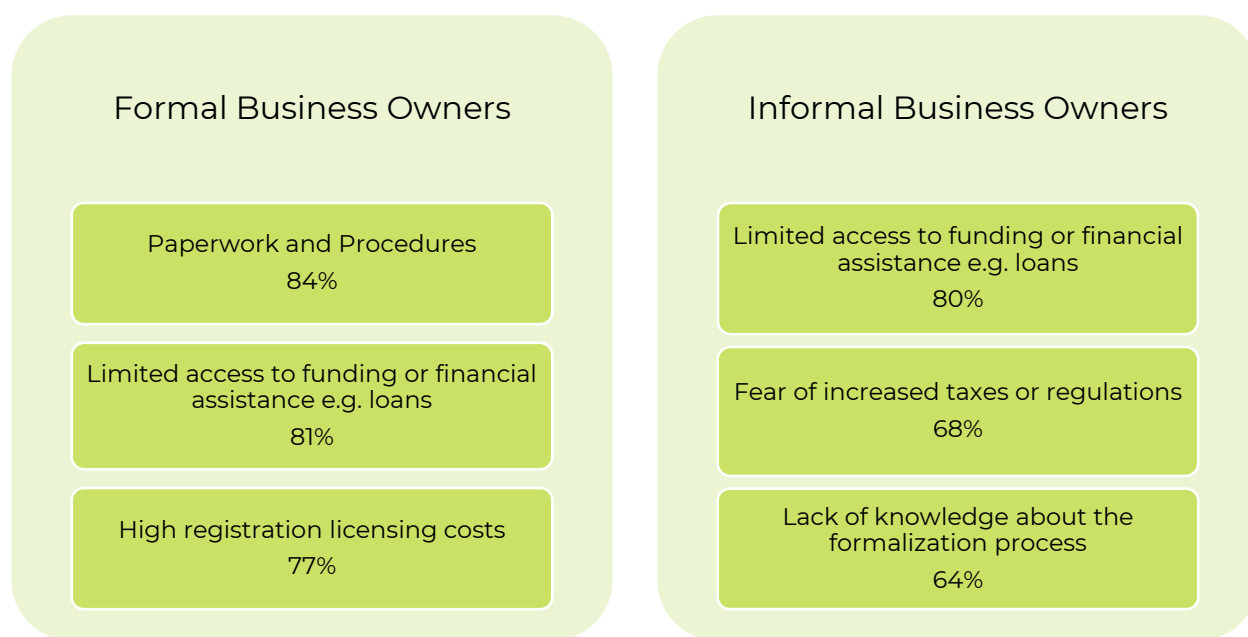 Formal Business Owners
Paperwork and Procedures
84%
Limited access to funding or financial
assistance e.g. loans
81%
High registration licensing costs
77%
Informal Business Owners
Limited access to funding or financial
assistance e.g. loans
80%
Fear of increased taxes or regulations
68%
Lack of knowledge about the
formalization process
64%